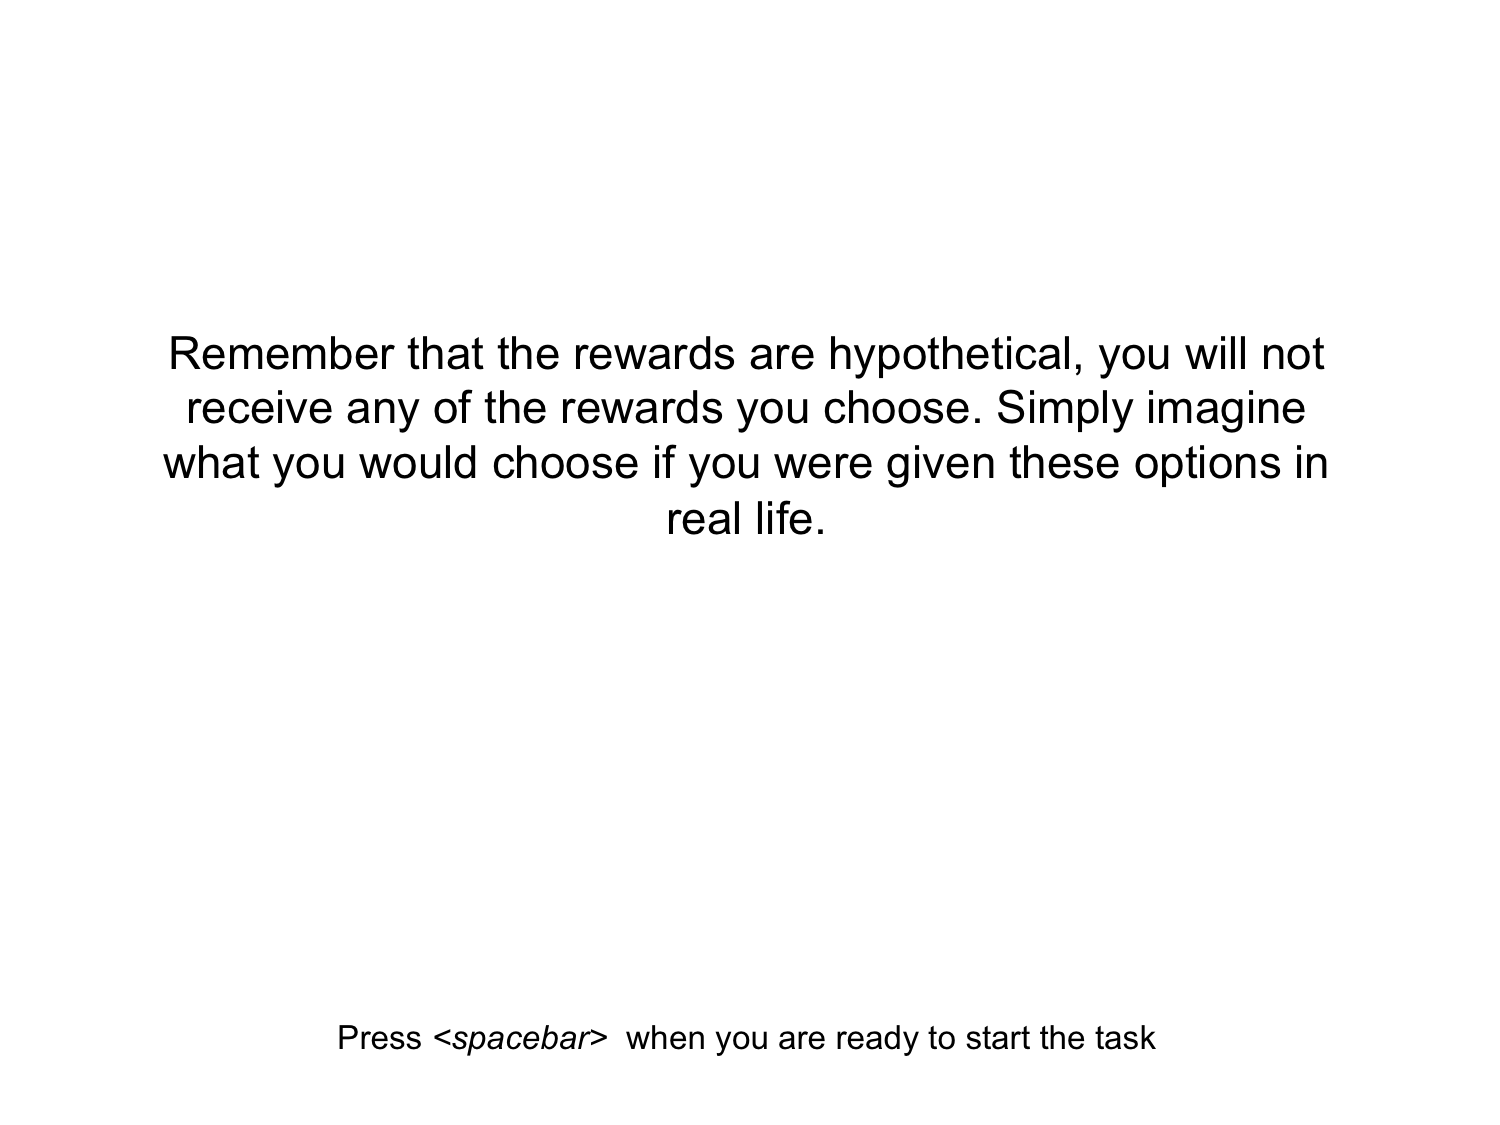 Remember that the rewards are hypothetical, you will not
receive any of the rewards you choose. Simply imagine
what you would choose if you were given these options in
real life.
Press <spacebar>  when you are ready to start the task